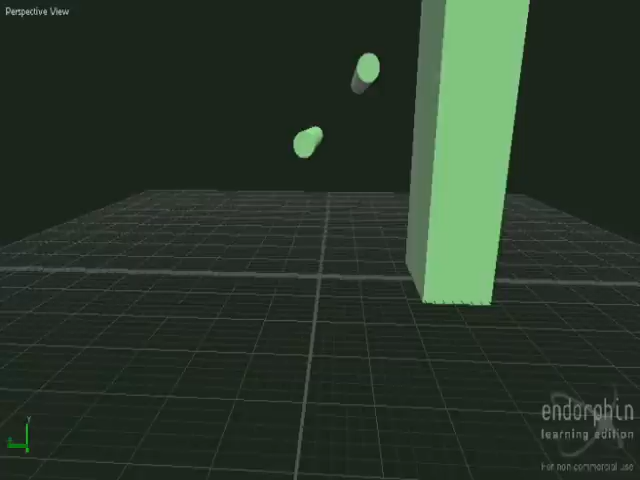 Perspective View
Y
endorphin
learning edition
For non-commercial use